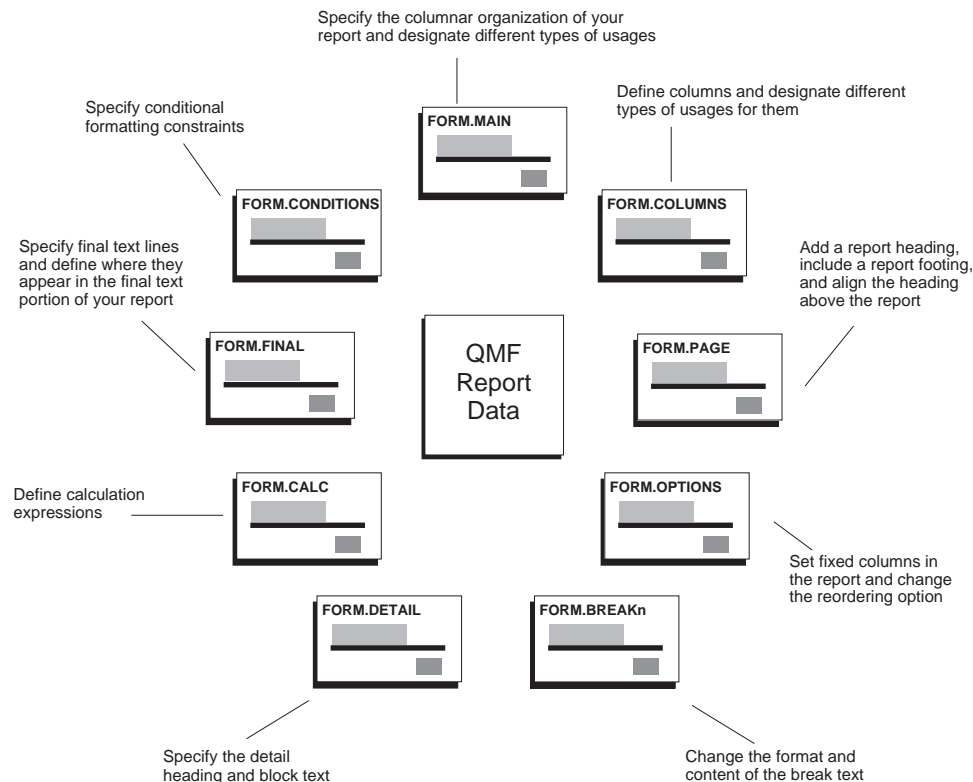 Specify the columnar organization of your
report and designate different types of usages
Specify conditional
formatting constraints
FORM.MAIN
Define columns and designate different
types of usages for them
FORM.CONDITIONS
FORM.COLUMNS
Specify final text lines
and define where they
appear in the final text
portion of your report
Add a report heading,
include a report footing,
and align the heading
above the report
FORM.FINAL
QMF
Report
Data
FORM.PAGE
Define calculation
expressions
FORM.CALC
FORM.OPTIONS
Set fixed columns in
the report and change
the reordering option
FORM.DETAIL
FORM.BREAKn
Specify the detail
heading and block text
Change the format and
content of the break text